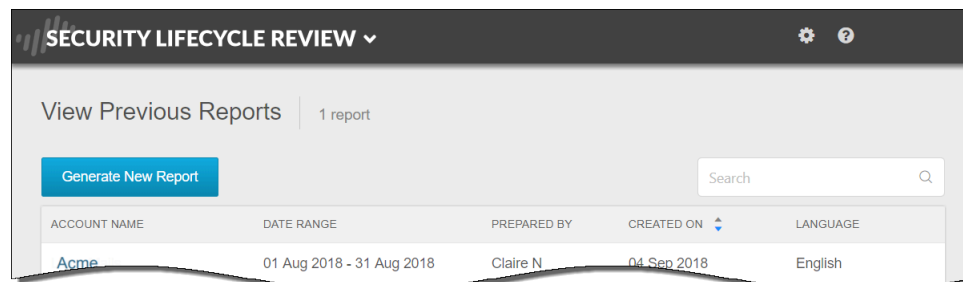 SECURITY LIFECYCLE REVIEW
View Previous Reports 1 report
Generate New Report Search
ACCOUNT NAME DATE RANGE PREPARED BY CREATED ON LANGUAGE
Acme 01 Aug 2018 - 31 Aug 2018 Claire N 04 Sep 2018 English